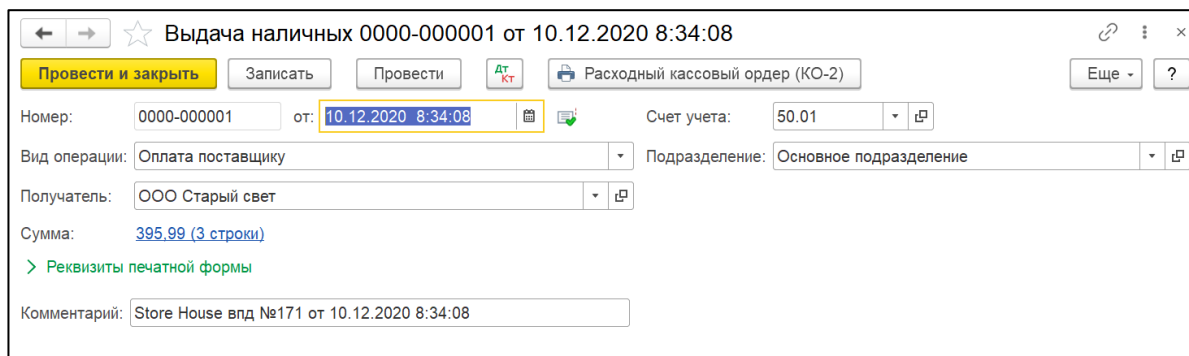 Выдача наличных 0000-000001 от 10.12.2020 8:34:08
Провести и закрыть Записать Провести Дт Кт Расходный кассовый ордер (КО-2) Еще ?
Номер: 0000-000001 от: 10.12.2020 8:34:08 Счет учета: 50.01
Вид операции: Оплата поставщику Подразделение: Основное подразделение
Получатель: ООО Старый свет
Сумма: 395,99 (3 строки)
Реквизиты печатной формы
Комментарий: Store House впд №171 от 10.12.2020 8:34:08